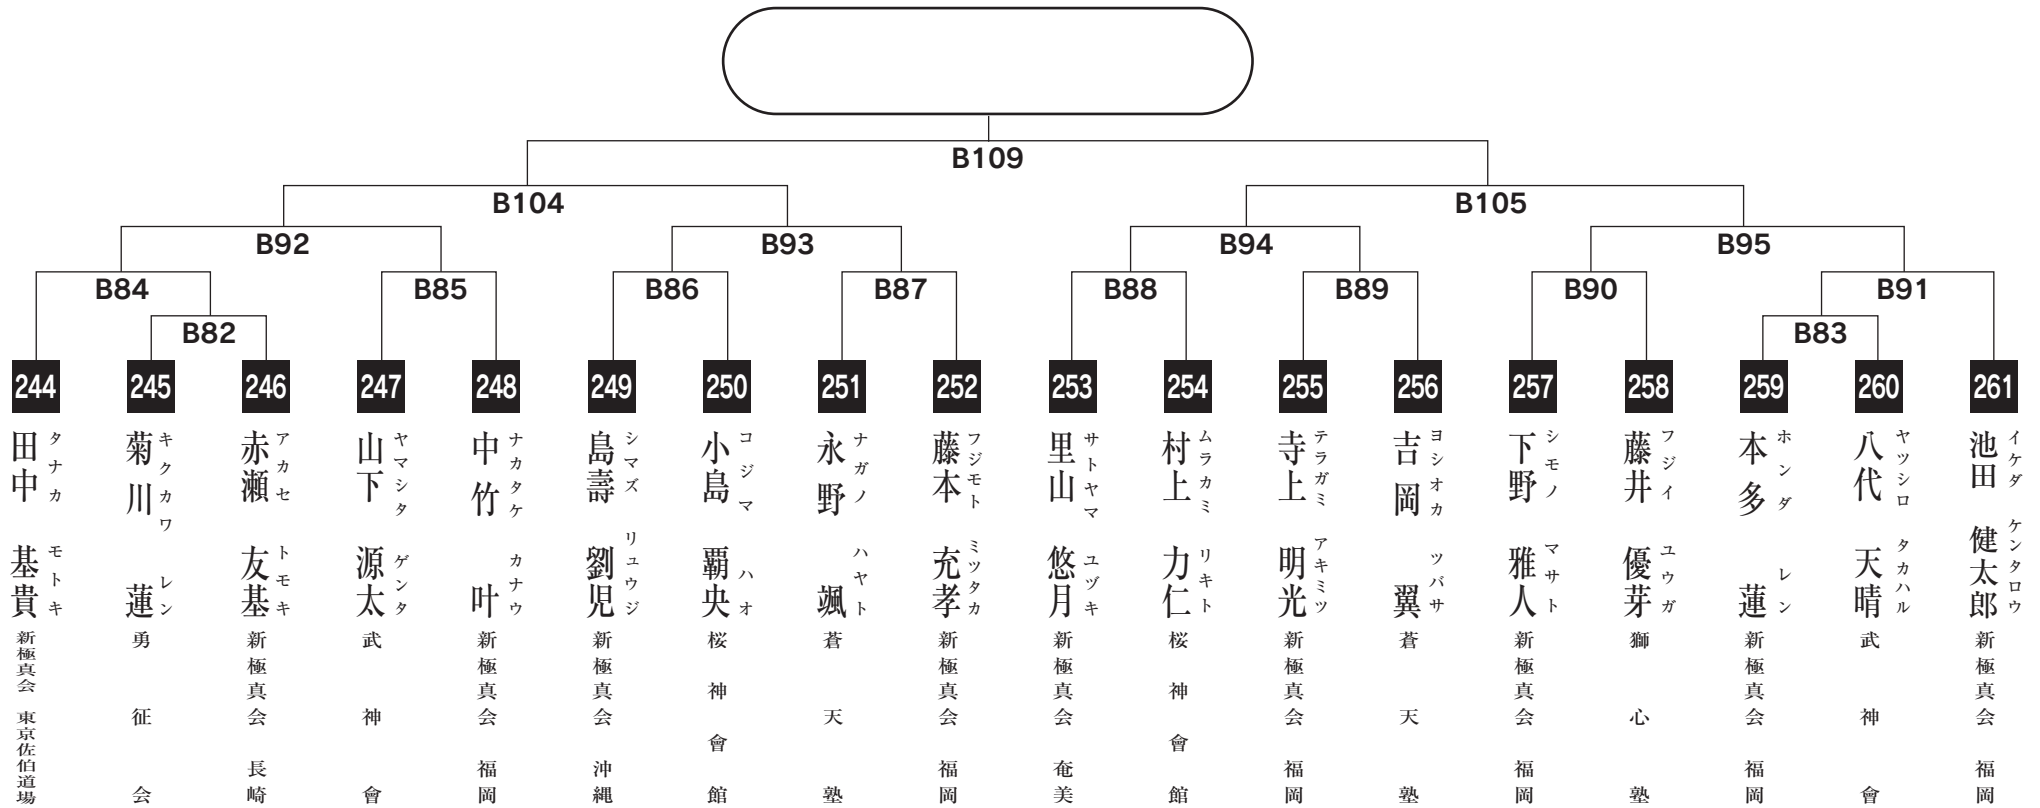 B109
B104
B105
B92
B93
B94
B95
B84
B85
B86
B87
B88
B89
B90
B91
B82
B83
244
田中 基貴
タナカ モトキ
新極真会 東京佐伯道場
245
菊川 蓮
キクカワ レン
勇征会
246
赤瀬 友基
アカセ トモキ
新極真会 長崎
247
山下 源太
ヤマシタ ゲンタ
武神會
248
中竹 叶
ナカタケ カナウ
新極真会 福岡
249
島壽 劉児
シマズ リュウジ
新極真会 沖縄
250
小島 覇央
コジマ ハオ
桜神會館
251
永野 颯
ナガノ ハヤト
蒼天塾
252
藤本 充孝
フジモト ミツタカ
新極真会 福岡
253
里山 悠月
サトヤマ ユヅキ
新極真会 奄美
254
村上 力仁
ムラカミ リキト
桜神會館
255
寺上 明光
テラガミ アキミツ
新極真会 福岡
256
吉岡 翼
ヨシオカ ツバサ
蒼天塾
257
下野 雅人
シモノ マサト
新極真会 福岡
258
藤井 優芽
フジイ ユウガ
獅心塾
259
本多 蓮
ホンダ レン
新極真会 福岡
260
八代 天晴
ヤツシロ タカハル
武神會
261
池田 健太郎
イケダ ケンタロウ
新極真会 福岡